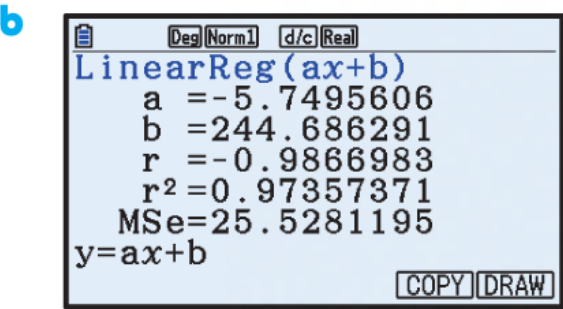 b
Deg Norm1 d/c Real
LinearReg(ax+b)
a =-5.7495606
b =244.686291
r =-0.9866983
r²=0.97357371
MSe=25.5281195
y=ax+b
COPY DRAW